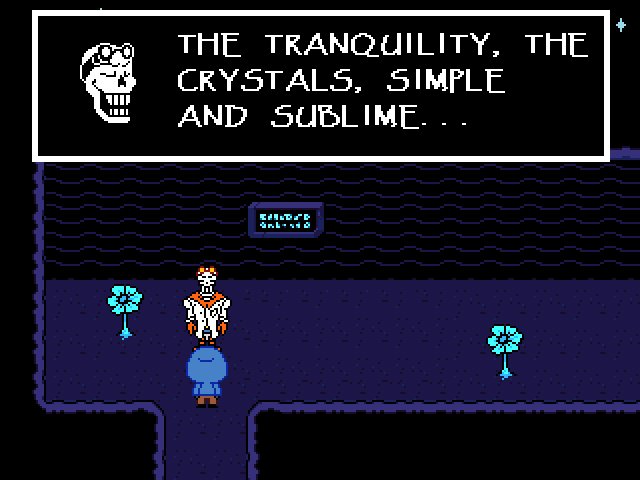 THE TRANQUILITY, THE
CRYSTALS, SIMPLE
AND SUBLIME...